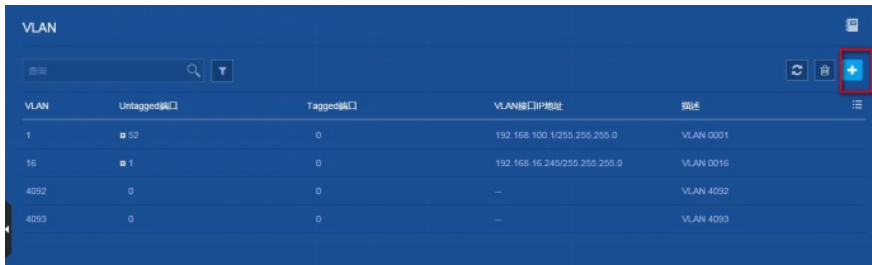 VLAN
查询
VLAN Untagged端口 Tagged端口 VLAN接口IP地址 描述
1 52 0 192.168.100.1/255.255.255.0 VLAN 0001
16 1 0 192.168.16.245/255.255.255.0 VLAN 0016
4092 0 0 -- VLAN 4092
4093 0 0 -- VLAN 4093